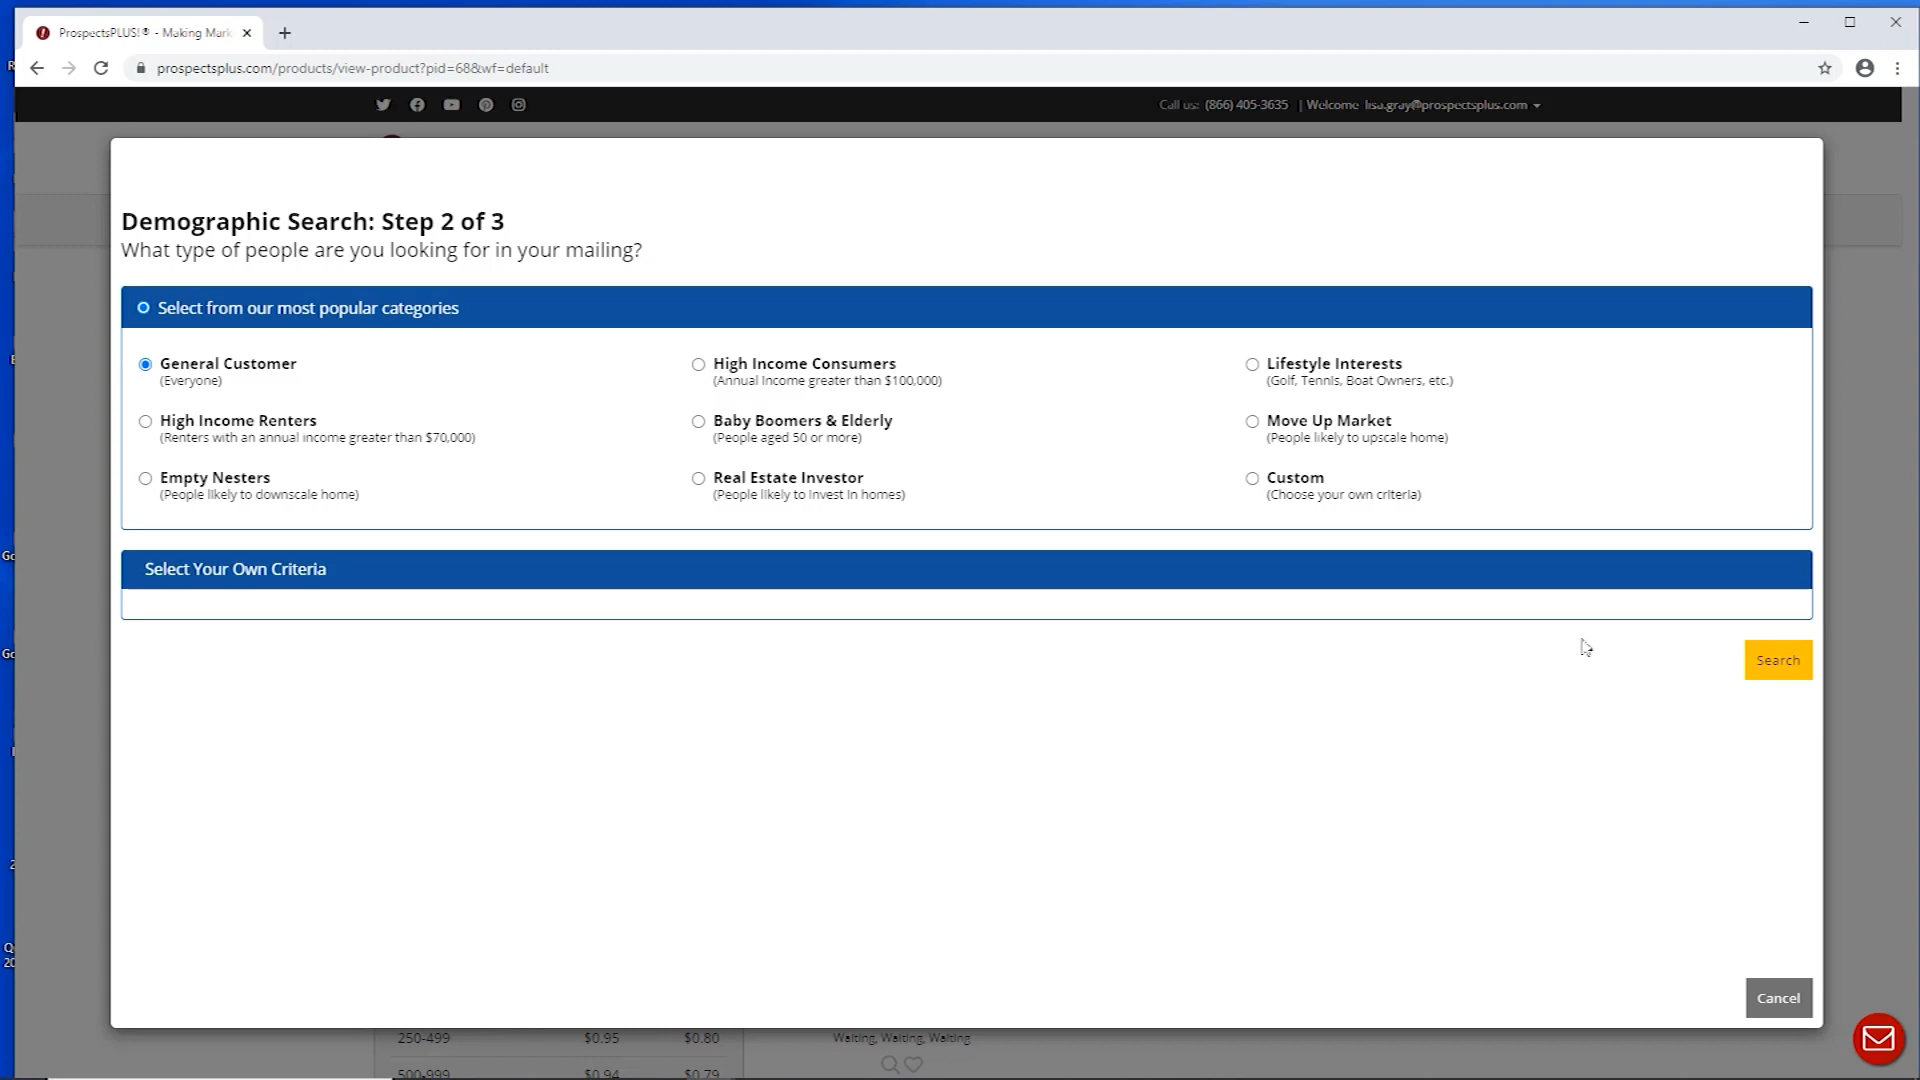 ProspectsPLUS!® - Making Mark
prospectsplus.com/products/view-product?pid=68&wf=default
Call us: (866) 405-3635 | Welcome lisa.gray@prospectsplus.com
Demographic Search: Step 2 of 3
What type of people are you looking for in your mailing?
Select from our most popular categories
General Customer
(Everyone)
High Income Consumers
(Annual Income greater than $100,000)
Lifestyle Interests
(Golf, Tennis, Boat Owners, etc.)
High Income Renters
(Renters with an annual income greater than $70,000)
Baby Boomers & Elderly
(People aged 50 or more)
Move Up Market
(People likely to upscale home)
Empty Nesters
(People likely to downscale home)
Real Estate Investor
(People likely to invest in homes)
Custom
(Choose your own criteria)
Select Your Own Criteria
Search
Cancel
250-499 $0.95 $0.80
Waiting, Waiting, Waiting
500-999 $0.94 $0.79